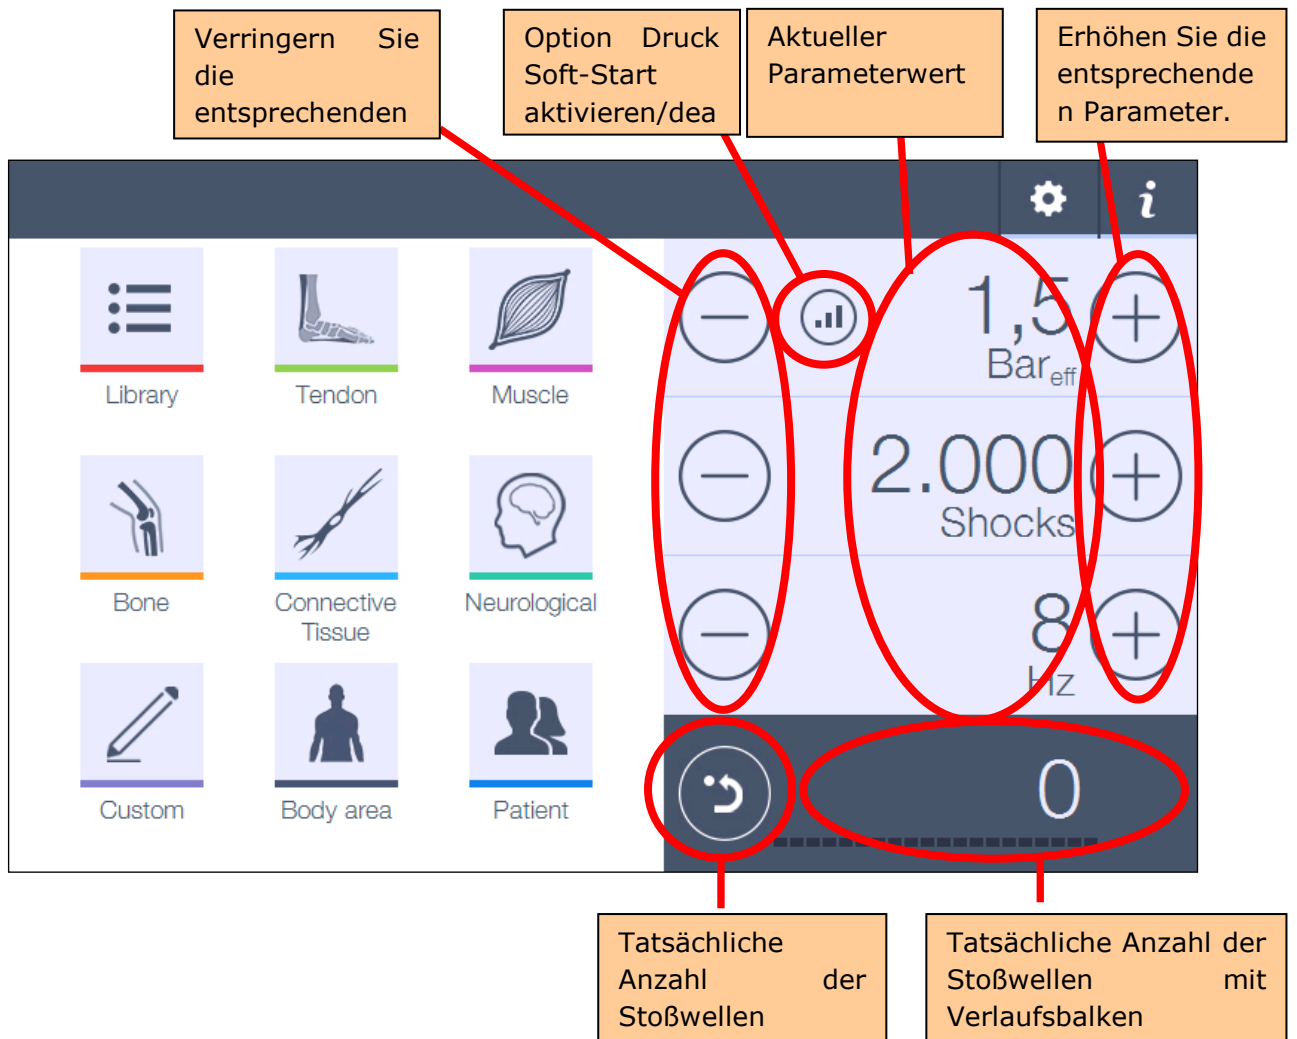 Verringern Sie
die
entsprechenden
Option Druck
Soft-Start
aktivieren/dea
Aktueller
Parameterwert
Erhöhen Sie die
entsprechende
n Parameter.
i
Library
Tendon
Muscle
Bone
Connective
Tissue
Neurological
Custom
Body area
Patient
1,5
Bareff
2.000
Shocks
8
Hz
0
Tatsächliche
Anzahl der
Stoßwellen
Tatsächliche Anzahl der
Stoßwellen mit
Verlaufsbalken